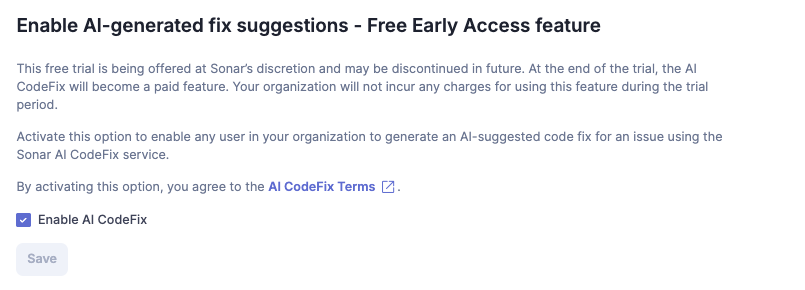 Enable AI-generated fix suggestions - Free Early Access feature
This free trial is being offered at Sonar’s discretion and may be discontinued in future. At the end of the trial, the AI
CodeFix will become a paid feature. Your organization will not incur any charges for using this feature during the trial
period.
Activate this option to enable any user in your organization to generate an AI-suggested code fix for an issue using the
Sonar AI CodeFix service.
By activating this option, you agree to the AI CodeFix Terms .
Enable AI CodeFix
Save